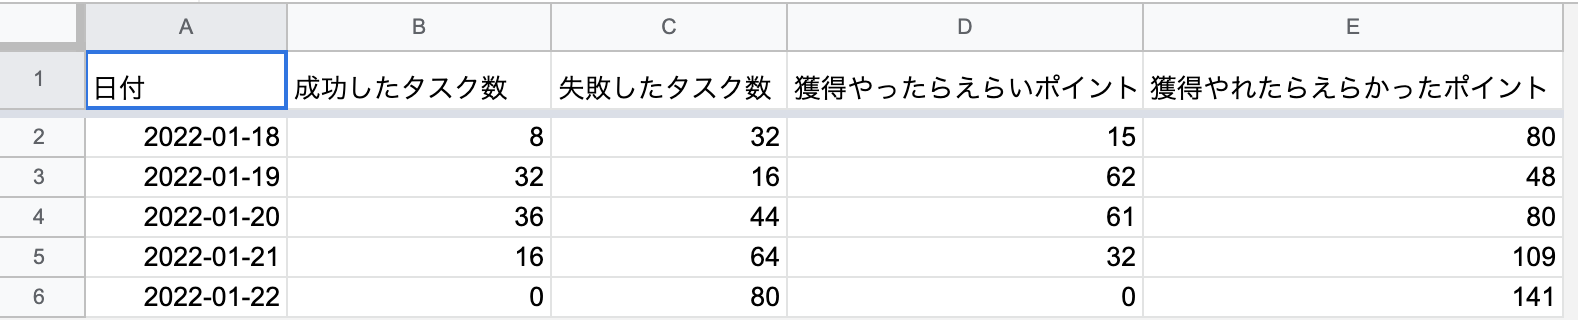 A B C D E
1 日付 成功したタスク数 失敗したタスク数 獲得やったらえらいポイント 獲得やれたらえらかったポイント
2 2022-01-18 8 32 15 80
3 2022-01-19 32 16 62 48
4 2022-01-20 36 44 61 80
5 2022-01-21 16 64 32 109
6 2022-01-22 0 80 0 141